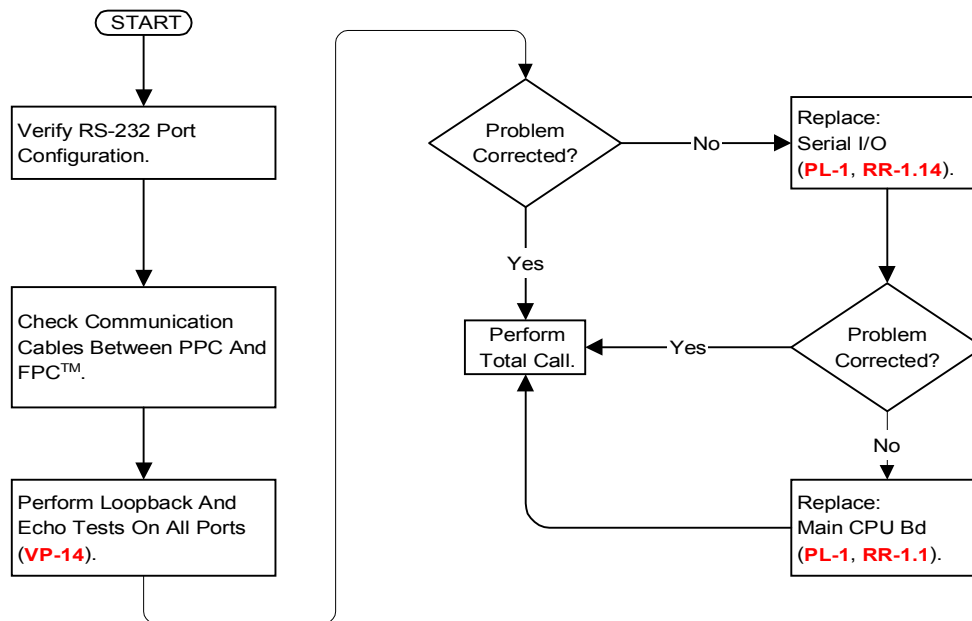 START
Verify RS-232 Port
Configuration.
Check Communication
Cables Between PPC And
FPC™.
Perform Loopback And
Echo Tests On All Ports
(VP-14).
Problem
Corrected?
No
Replace:
Serial I/O
(PL-1, RR-1.14).
Yes
Perform
Total Call.
Yes
Problem
Corrected?
No
Replace:
Main CPU Bd
(PL-1, RR-1.1).